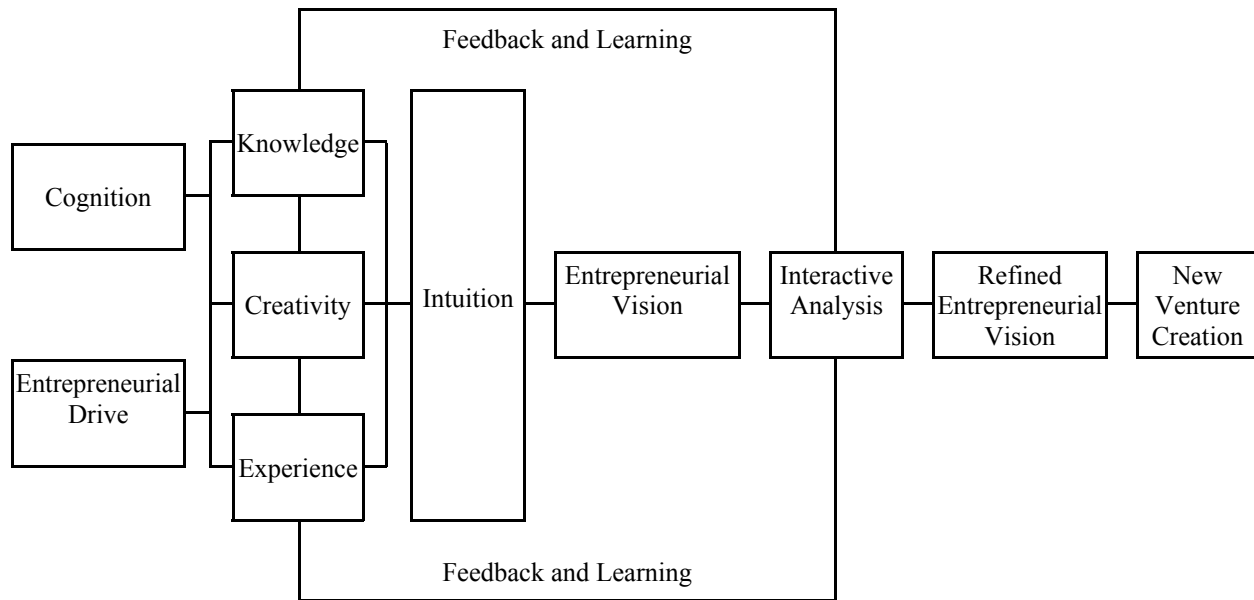 Feedback and Learning
Knowledge
Cognition
Creativity
Intuition
Entrepreneurial
Vision
Interactive
Analysis
Refined
Entrepreneurial
Vision
New
Venture
Creation
Entrepreneurial
Drive
Experience
Feedback and Learning